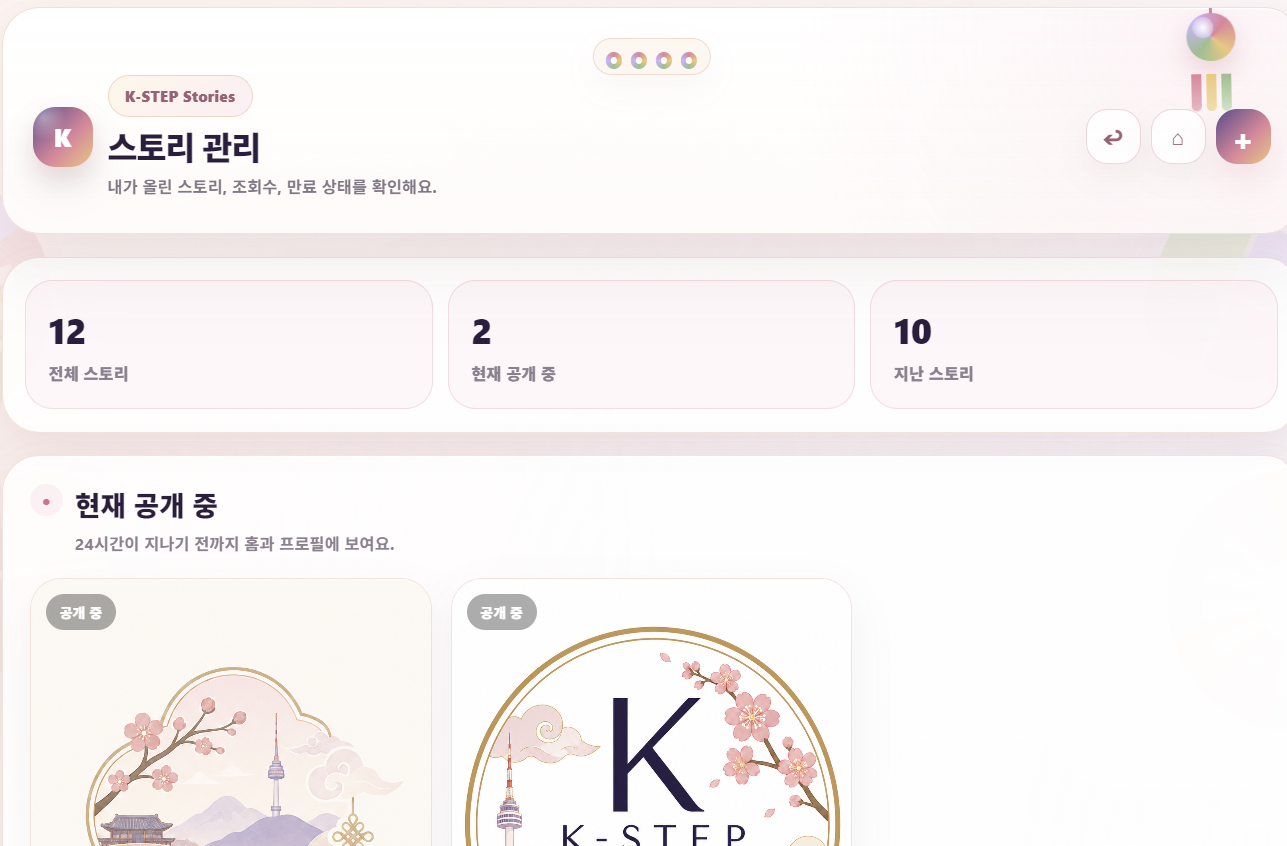 K-STEP Stories
K
스토리 관리
내가 올린 스토리, 조회수, 만료 상태를 확인해요.
12
전체 스토리
2
현재 공개 중
10
지난 스토리
현재 공개 중
24시간이 지나기 전까지 홈과 프로필에 보여요.
공개 중
공개 중
K
K-STEP